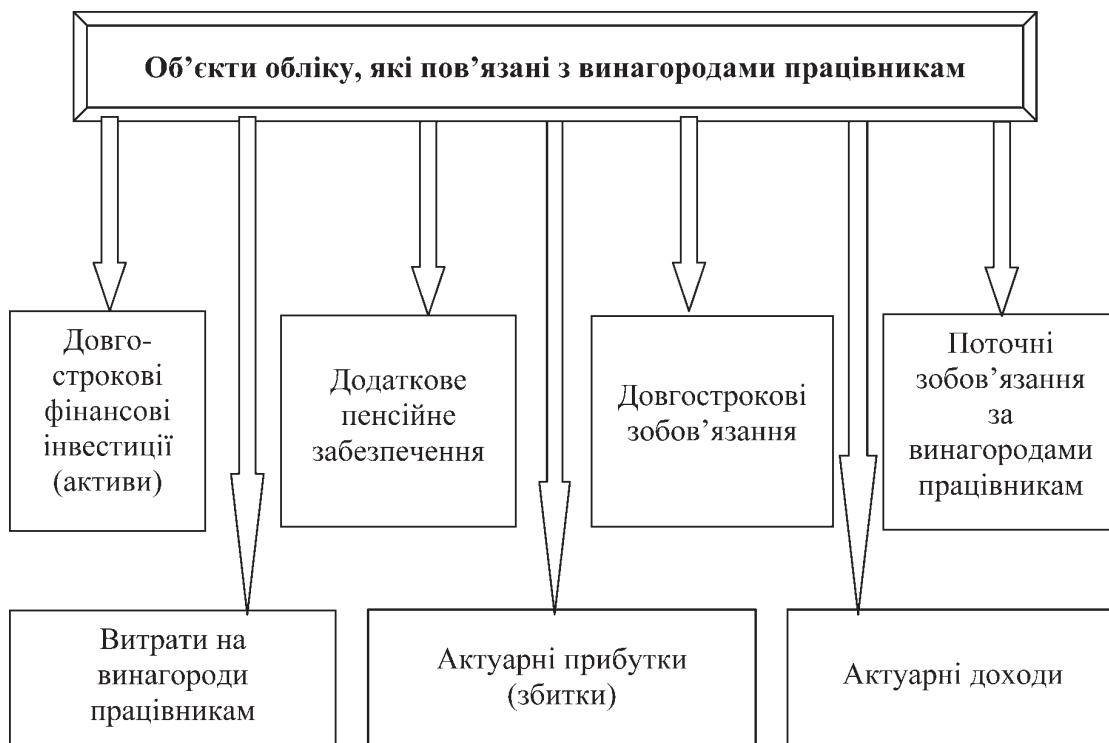 Об’єкти обліку, які пов’язані з винагородами працівникам
Довго-
строкові
фінансові
інвестиції
(активи)
Додаткове
пенсійне
забезпечення
Довгострокові
зобов’язання
Поточні
зобов’язання
за
винагородами
працівникам
Витрати на
винагороди
працівникам
Актуарні прибутки
(збитки)
Актуарні доходи